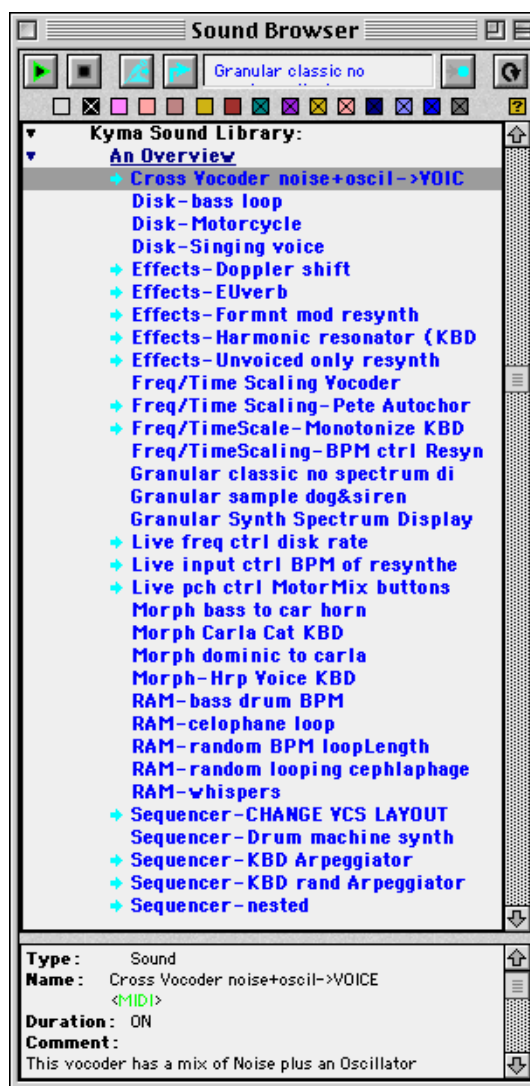 Sound Browser
Granular classic no
?
Kyma Sound Library:
An Overview
Cross Vocoder noise+oscil->VOIC
Disk-bass loop
Disk-Motorcycle
Disk-Singing voice
Effects-Doppler shift
Effects-EUverb
Effects-Formnt mod resynth
Effects-Harmonic resonator (KBD
Effects-Unvoiced only resynth
Freq/Time Scaling Vocoder
Freq/Time Scaling-Pete Autochor
Freq/TimeScale-Monotonize KBD
Freq/TimeScaling-BPM ctrl Resyn
Granular classic no spectrum di
Granular sample dog&siren
Granular Synth Spectrum Display
Live freq ctrl disk rate
Live input ctrl BPM of resynthe
Live pch ctrl MotorMix buttons
Morph bass to car horn
Morph Carla Cat KBD
Morph dominic to carla
Morph-Hrp Voice KBD
RAM-bass drum BPM
RAM-celophane loop
RAM-random BPM loopLength
RAM-random looping cephlaphage
RAM-whispers
Sequencer-CHANGE VCS LAYOUT
Sequencer-Drum machine synth
Sequencer-KBD Arpeggiator
Sequencer-KBD rand Arpeggiator
Sequencer-nested
Type: Sound
Name: Cross Vocoder noise+oscil->VOICE
<MIDI>
Duration: ON
Comment:
This vocoder has a mix of Noise plus an Oscillator